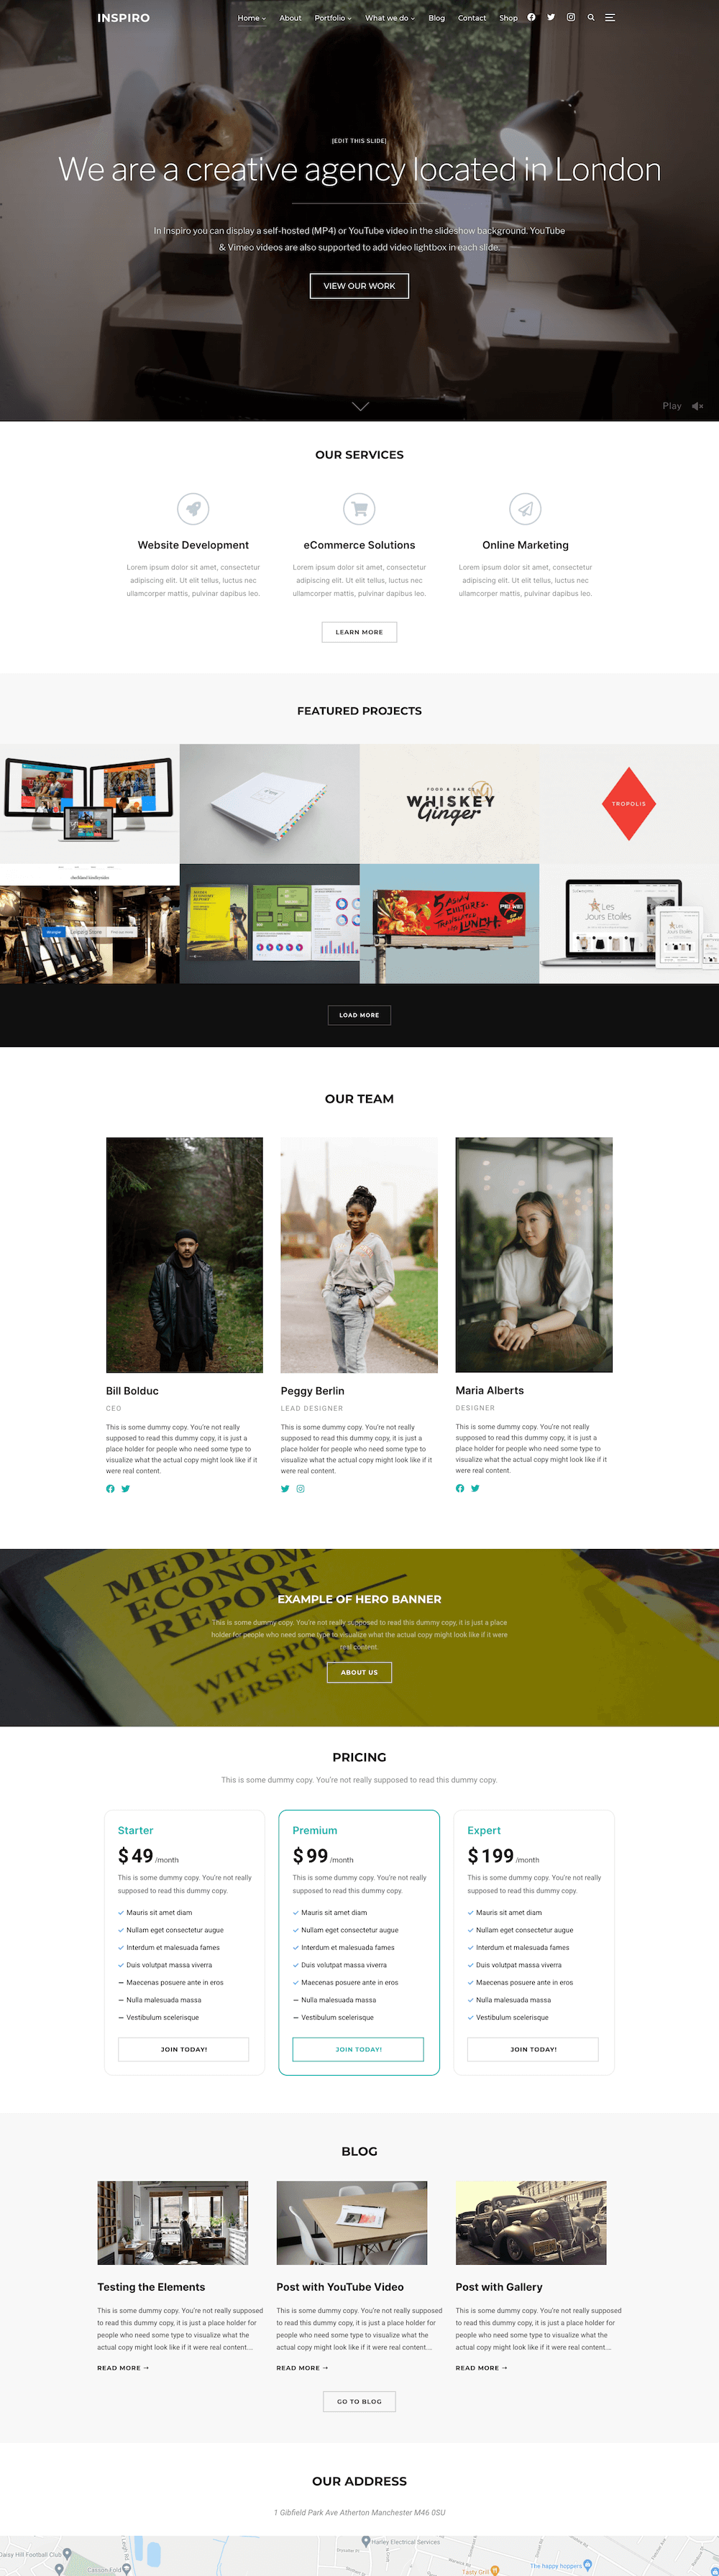 INSPIRO
Home About Portfolio What we do Blog Contact Shop
[EDIT THIS SLIDE]
We are a creative agency located in London
In Inspiro you can display a self-hosted (MP4) or YouTube video in the slideshow background. YouTube
& Vimeo videos are also supported to add video lightbox in each slide.
VIEW OUR WORK
Play
OUR SERVICES
Website Development
Lorem ipsum dolor sit amet, consectetur
adipiscing elit. Ut elit tellus, luctus nec
ullamcorper mattis, pulvinar dapibus leo.
eCommerce Solutions
Lorem ipsum dolor sit amet, consectetur
adipiscing elit. Ut elit tellus, luctus nec
ullamcorper mattis, pulvinar dapibus leo.
Online Marketing
Lorem ipsum dolor sit amet, consectetur
adipiscing elit. Ut elit tellus, luctus nec
ullamcorper mattis, pulvinar dapibus leo.
LEARN MORE
FEATURED PROJECTS
FOOD & BAR CO
WHISKEY
Ginger
TROPOLIS
MEDIA
ECONOMY
REPORT
5 ASIAN
CULTURES.
TRANSLATED
INTO LUNCH.
PEI WEI
Les
Jours Etoilés
Les
Jours Etoilés
LOAD MORE
OUR TEAM
Bill Bolduc
CEO
This is some dummy copy. You're not really
supposed to read this dummy copy, it is just a
place holder for people who need some type to
visualize what the actual copy might look like if it
were real content.
Peggy Berlin
LEAD DESIGNER
This is some dummy copy. You're not really
supposed to read this dummy copy, it is just a
place holder for people who need some type to
visualize what the actual copy might look like if it
were real content.
Maria Alberts
DESIGNER
This is some dummy copy. You're not really
supposed to read this dummy copy, it is just a
place holder for people who need some type to
visualize what the actual copy might look like if it
were real content.
MEDIA
ECONOMY
REPORT
WHY SPORTS
PERSEVERE
EXAMPLE OF HERO BANNER
This is some dummy copy. You're not really supposed to read this dummy copy, it is just a place
holder for people who need some type to visualize what the actual copy might look like if it were
real content.
ABOUT US
PRICING
This is some dummy copy. You're not really supposed to read this dummy copy.
Starter
$ 49 /month
This is some dummy copy. You're not really
supposed to read this dummy copy.
Mauris sit amet diam
Nullam eget consectetur augue
Interdum et malesuada fames
Duis volutpat massa viverra
Maecenas posuere ante in eros
Nulla malesuada massa
Vestibulum scelerisque
JOIN TODAY!
Premium
$ 99 /month
This is some dummy copy. You're not really
supposed to read this dummy copy.
Mauris sit amet diam
Nullam eget consectetur augue
Interdum et malesuada fames
Duis volutpat massa viverra
Maecenas posuere ante in eros
Nulla malesuada massa
Vestibulum scelerisque
JOIN TODAY!
Expert
$ 199 /month
This is some dummy copy. You're not really
supposed to read this dummy copy.
Mauris sit amet diam
Nullam eget consectetur augue
Interdum et malesuada fames
Duis volutpat massa viverra
Maecenas posuere ante in eros
Nulla malesuada massa
Vestibulum scelerisque
JOIN TODAY!
BLOG
Testing the Elements
This is some dummy copy. You're not really supposed
to read this dummy copy, it is just a place holder for
people who need some type to visualize what the
actual copy might look like if it were real content...
READ MORE →
Post with YouTube Video
This is some dummy copy. You're not really supposed
to read this dummy copy, it is just a place holder for
people who need some type to visualize what the
actual copy might look like if it were real content...
READ MORE →
Post with Gallery
This is some dummy copy. You're not really supposed
to read this dummy copy, it is just a place holder for
people who need some type to visualize what the
actual copy might look like if it were real content...
READ MORE →
GO TO BLOG
OUR ADDRESS
1 Gibfield Park Ave Atherton Manchester M46 0SU
Harley Electrical Services
Daisy Hill Football Club
The happy hoppers
Casson Fold
Tasty Grill